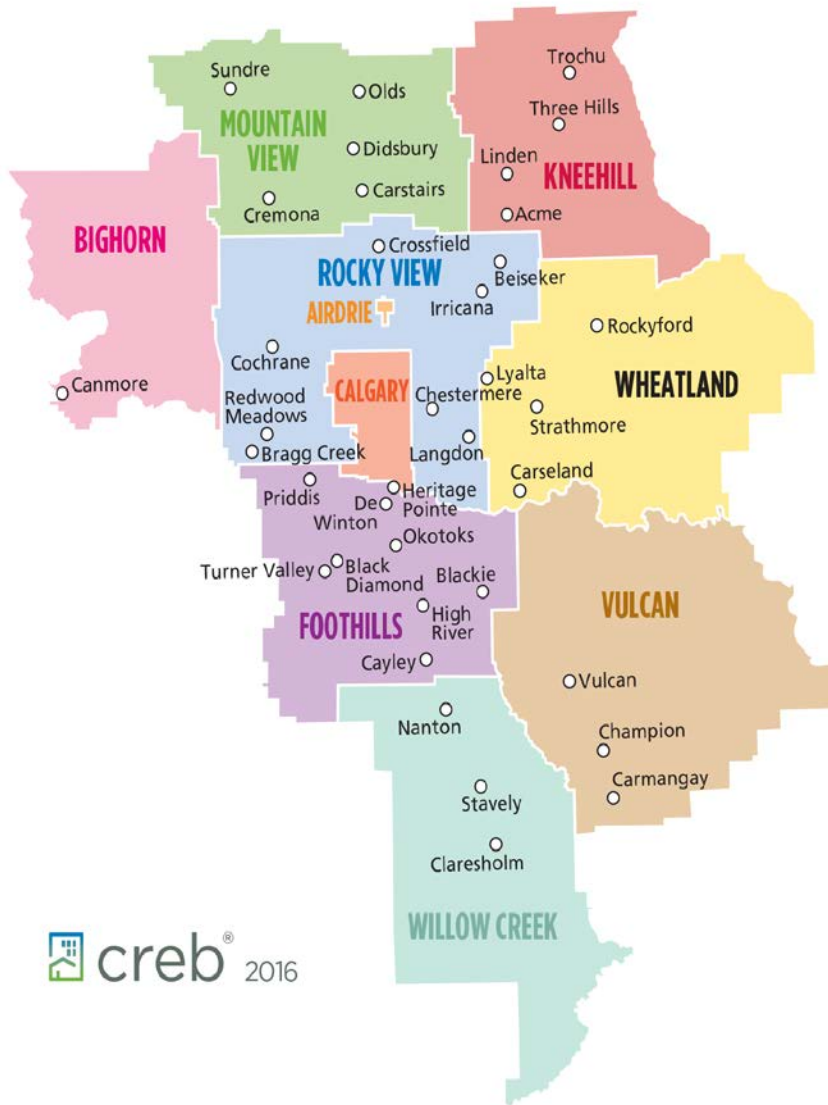 Sundre
Olds
Trochu
Three Hills
MOUNTAIN
VIEW
Didsbury
Linden
KNEEHILL
Carstairs
Cremona
Acme
BIGHORN
Crossfield
ROCKY VIEW
Beiseker
Irricana
AIRDRIE
Rockyford
Cochrane
Canmore
CALGARY
Lyalta
WHEATLAND
Redwood
Meadows
Chestermere
Strathmore
Bragg Creek
Langdon
Carseland
Priddis
Heritage
Pointe
De
Winton
Okotoks
Turner Valley
Black
Diamond
Blackie
VULCAN
FOOTHILLS
High
River
Cayley
Vulcan
Nanton
Champion
Stavely
Carmangay
Claresholm
WILLOW CREEK
creb® 2016